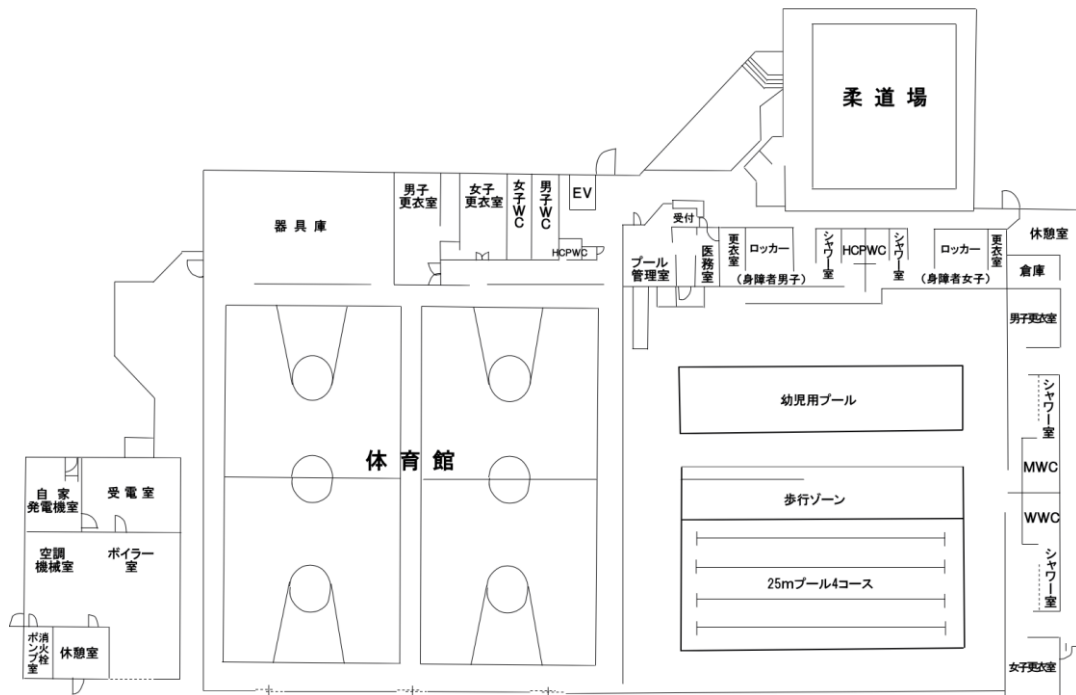 柔道場
器具庫
男子
更衣室
女子
更衣室
女子WC
男子WC
EV
HCPWC
受付
プール
管理室
医務室
更衣室
ロッカー
(身障者男子)
シャワー室
HCPWC
シャワー室
ロッカー
(身障者女子)
更衣室
休憩室
倉庫
男子更衣室
シャワー室
MWC
WWC
シャワー室
女子更衣室
幼児用プール
歩行ゾーン
25mプール4コース
体育館
自家
発電機室
受電室
空調
機械室
ボイラー
室
消火栓
ポンプ室
休憩室